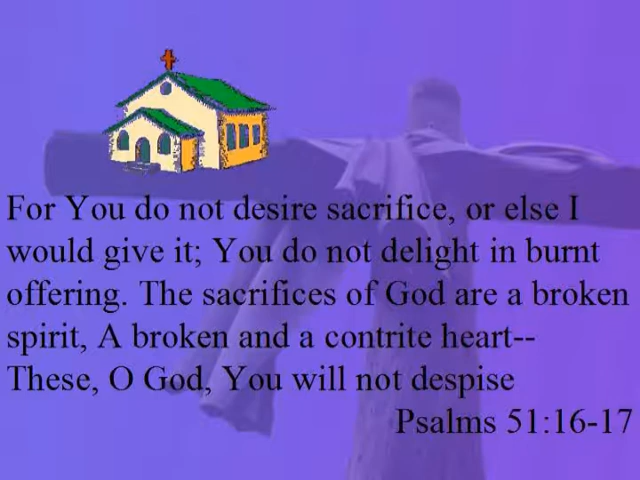 For You do not desire sacrifice, or else I
would give it; You do not delight in burnt
offering. The sacrifices of God are a broken
spirit, A broken and a contrite heart--
These, O God, You will not despise
Psalms 51:16-17